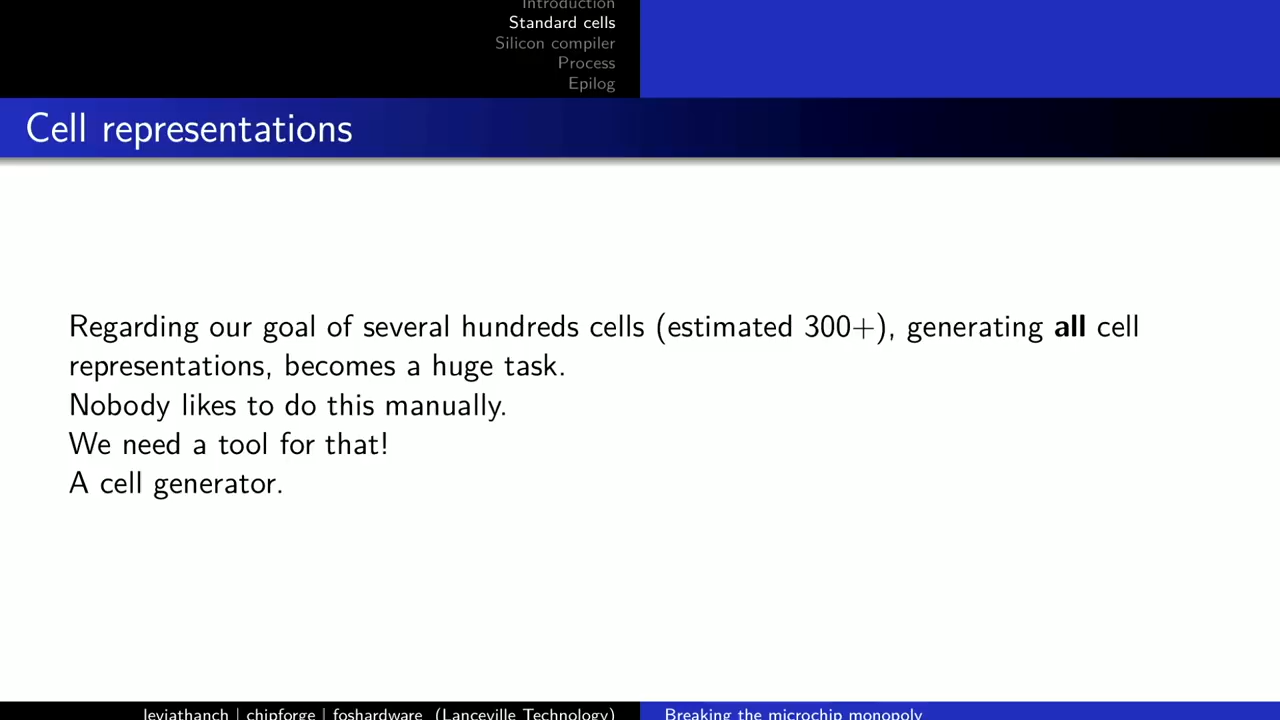 Introduction
Standard cells
Silicon compiler
Process
Epilog
Cell representations
Regarding our goal of several hundreds cells (estimated 300+), generating all cell
representations, becomes a huge task.
Nobody likes to do this manually.
We need a tool for that!
A cell generator.
leviathanch | chipforge | foshardware (Lanceville Technology)
Breaking the microchip monopoly